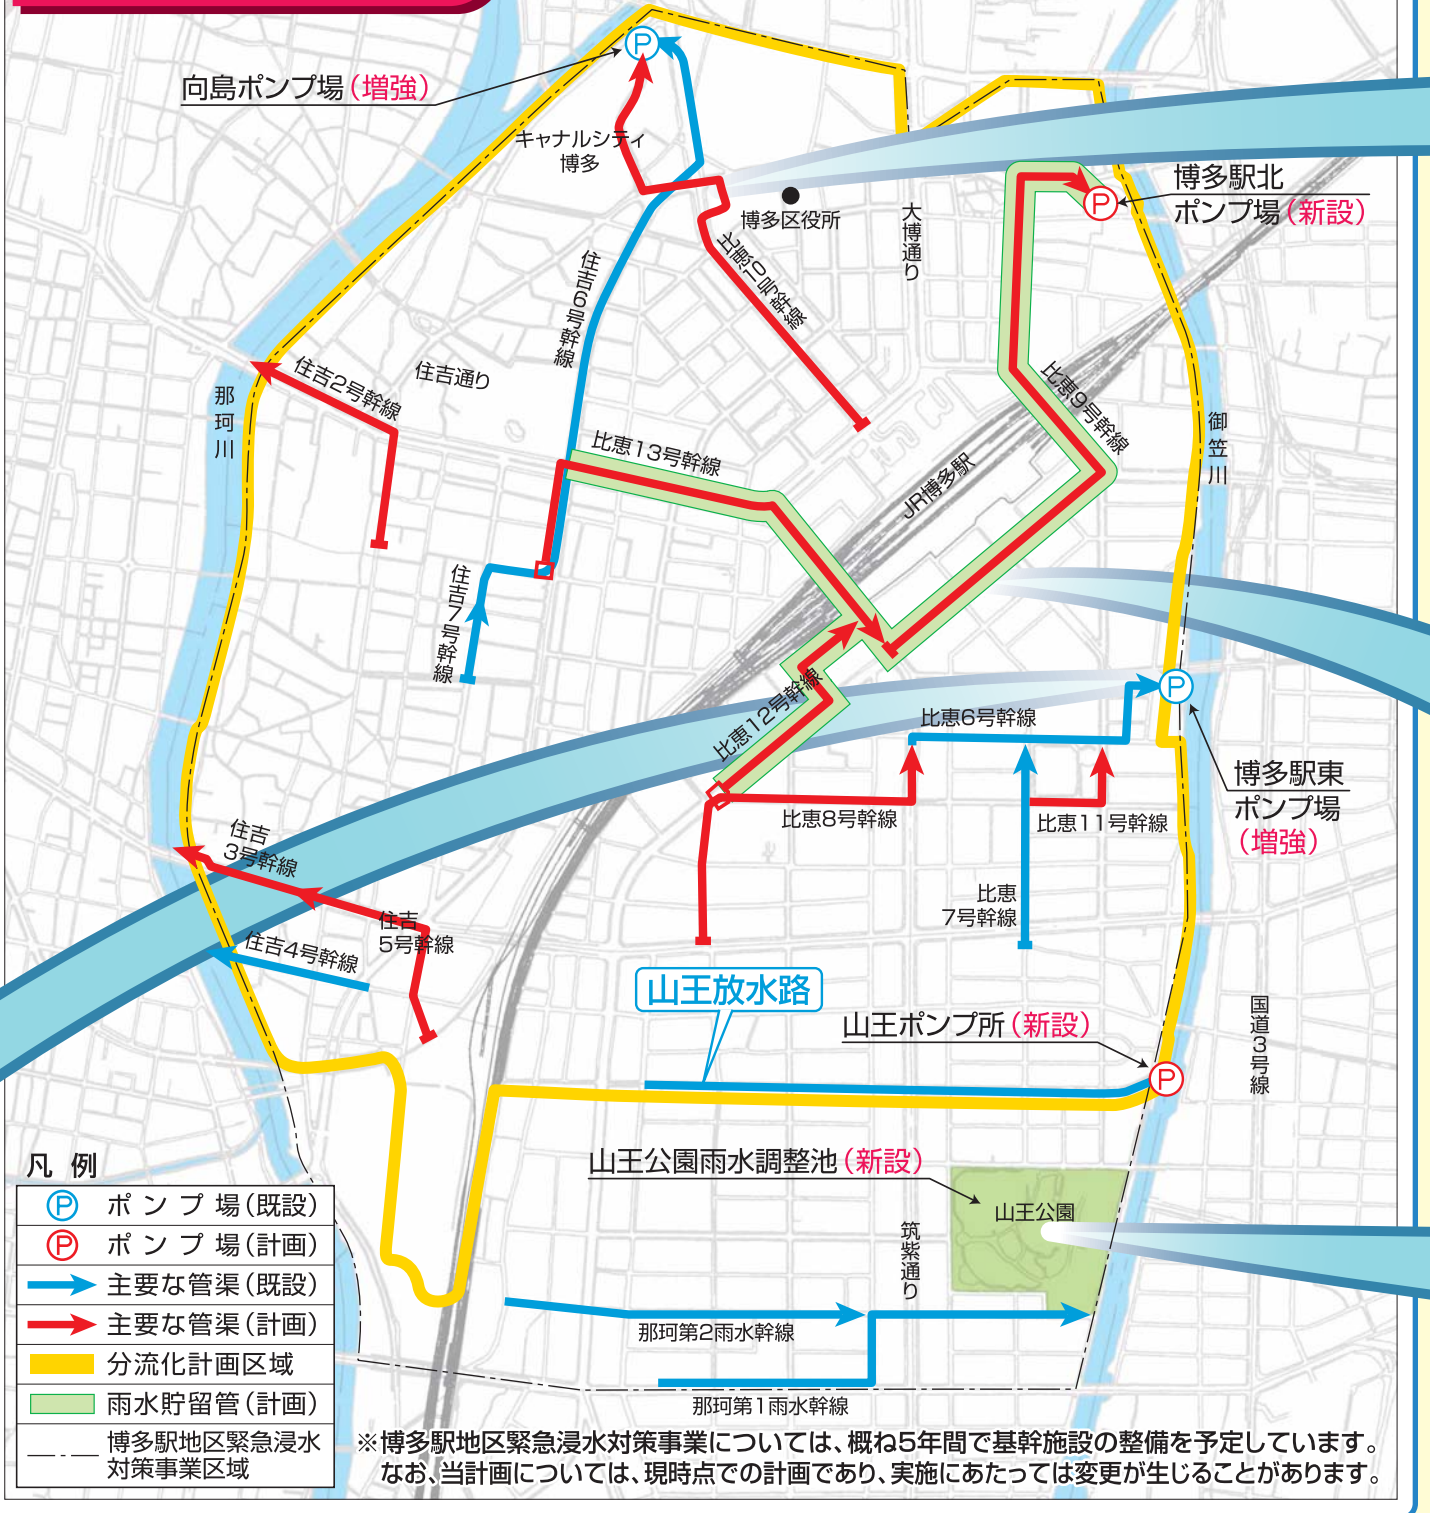 向島ポンプ場(増強)
キャナルシティ
博多
博多区役所
大博通り
博多駅北
ポンプ場(新設)
比恵10号幹線
住吉6号幹線
住吉2号幹線
住吉通り
那珂川
比恵13号幹線
比恵9号幹線
御笠川
JR博多駅
住吉7号幹線
比恵12号幹線
比恵6号幹線
博多駅東
ポンプ場
(増強)
比恵8号幹線
比恵11号幹線
住吉
3号幹線
比恵
7号幹線
住吉
5号幹線
住吉4号幹線
山王放水路
山王ポンプ所(新設)
国道3号線
山王公園雨水調整池(新設)
山王公園
筑紫通り
那珂第2雨水幹線
那珂第1雨水幹線
凡 例
P ポンプ場(既設)
P ポンプ場(計画)
主要な管渠(既設)
主要な管渠(計画)
分流化計画区域
雨水貯留管(計画)
博多駅地区緊急浸水
対策事業区域
P
P
P
P
※博多駅地区緊急浸水対策事業については、概ね5年間で基幹施設の整備を予定しています。
なお、当計画については、現時点での計画であり、実施にあたっては変更が生じることがあります。